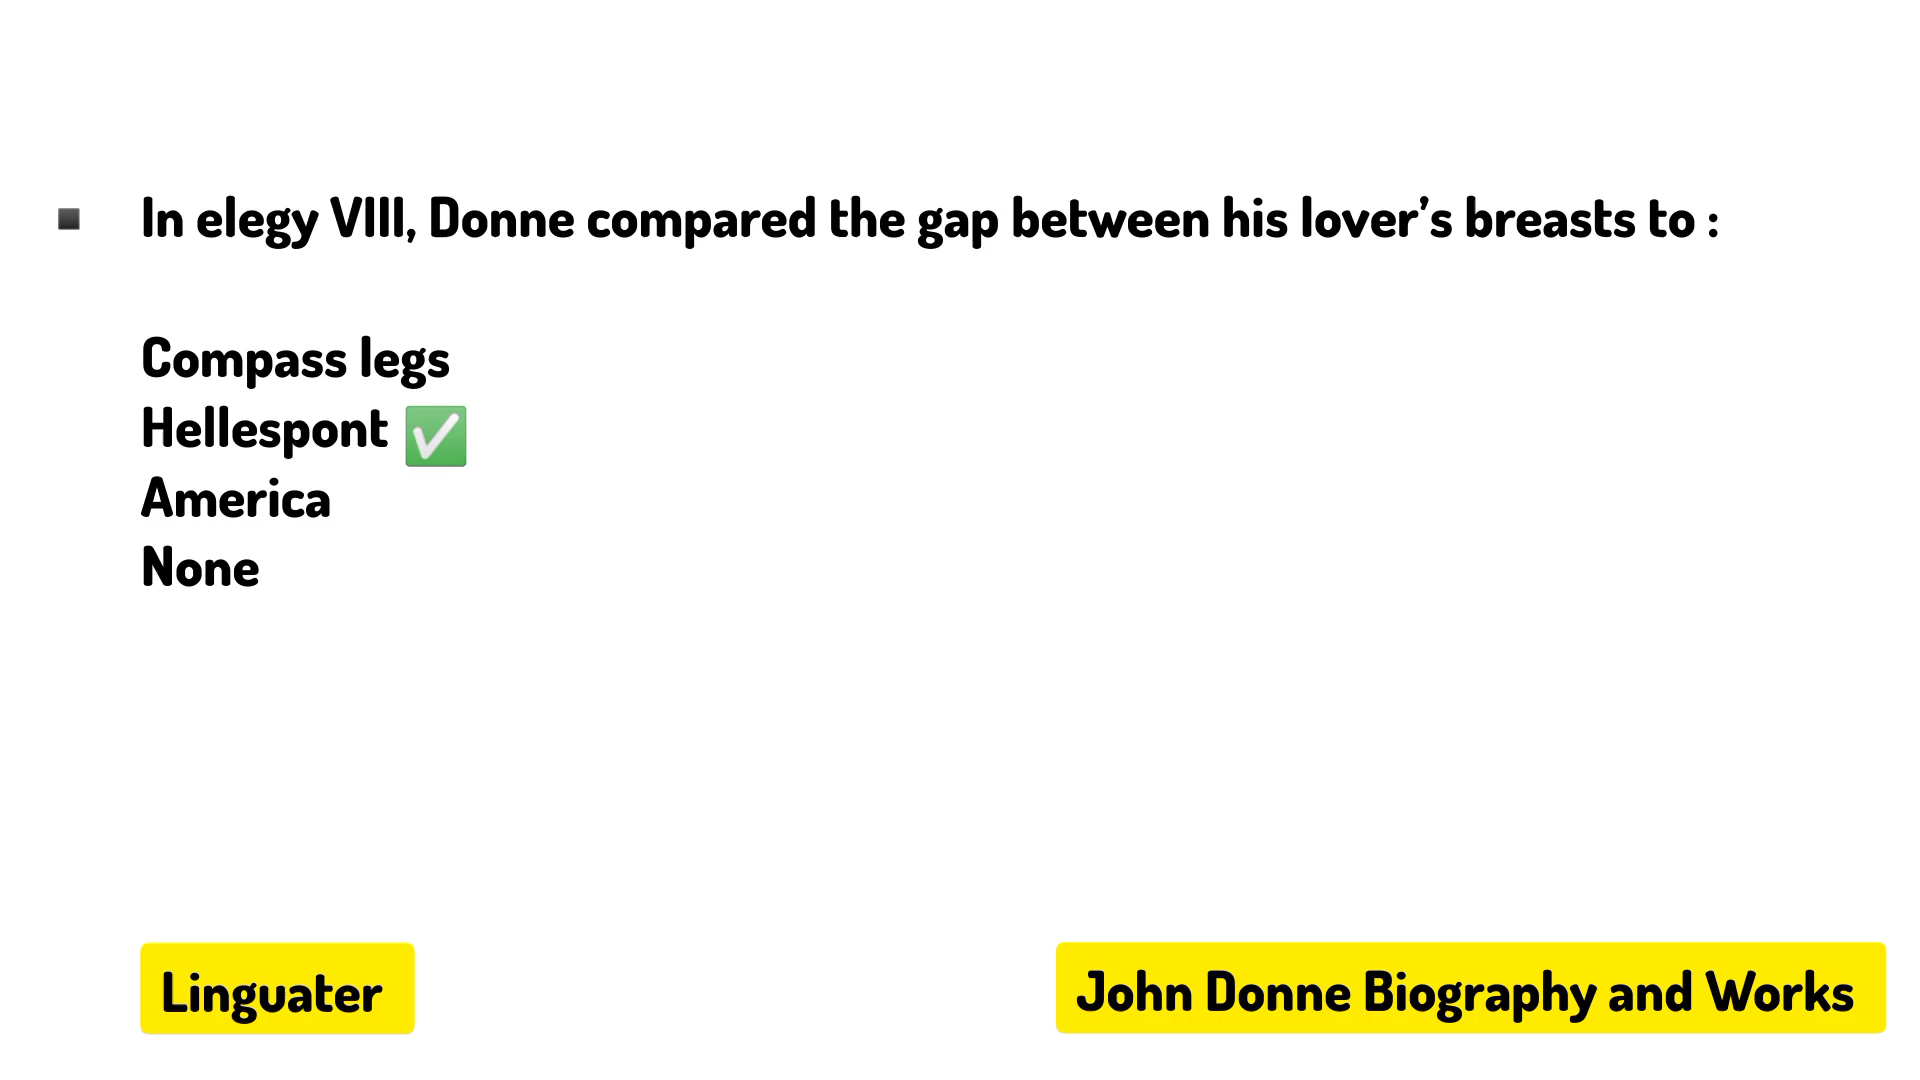 ▪ In elegy VIII, Donne compared the gap between his lover’s breasts to :
Compass legs
Hellespont ✅
America
None
Linguater
John Donne Biography and Works